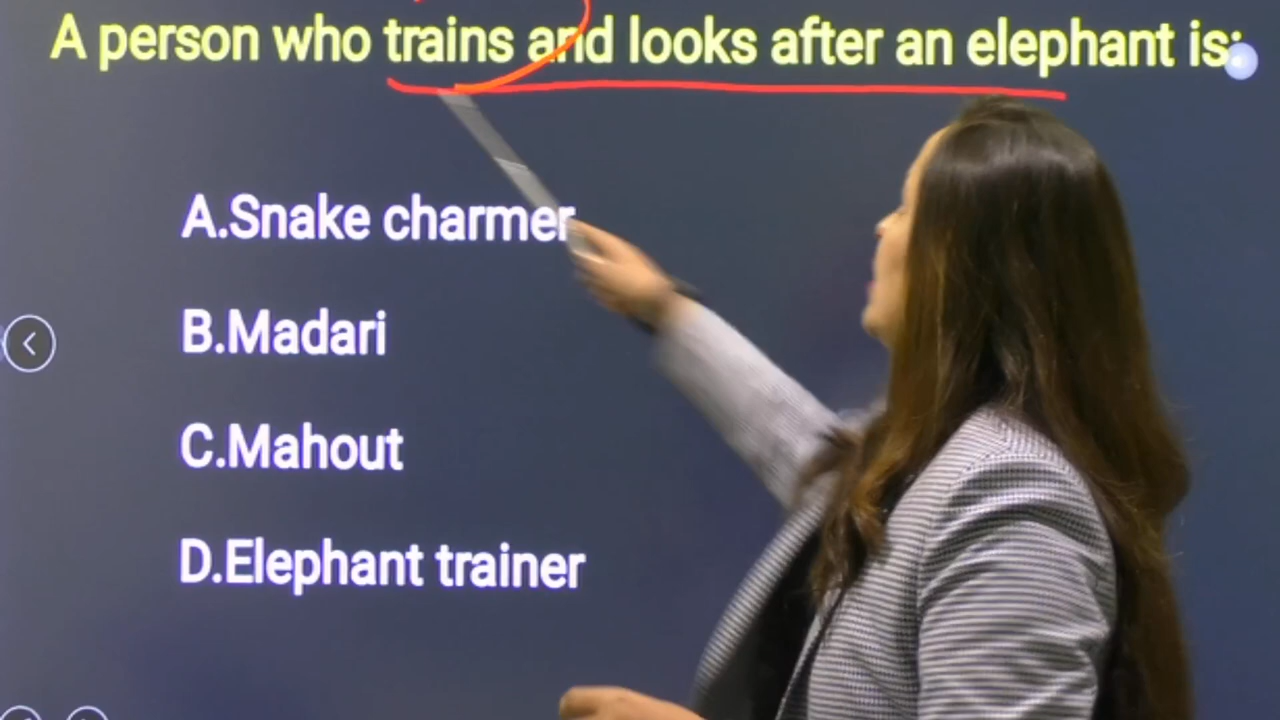 A person who trains and looks after an elephant is:
A.Snake charmer
B.Madari
C.Mahout
D.Elephant trainer